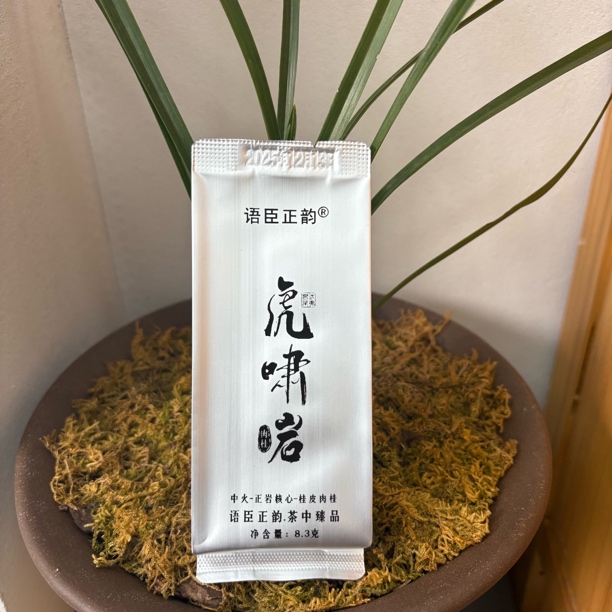 2025年12月13日
语臣正韵®
虎啸岩
肉桂
中火-正岩核心-桂皮肉桂
语臣正韵.茶中臻品
净含量：8.3克